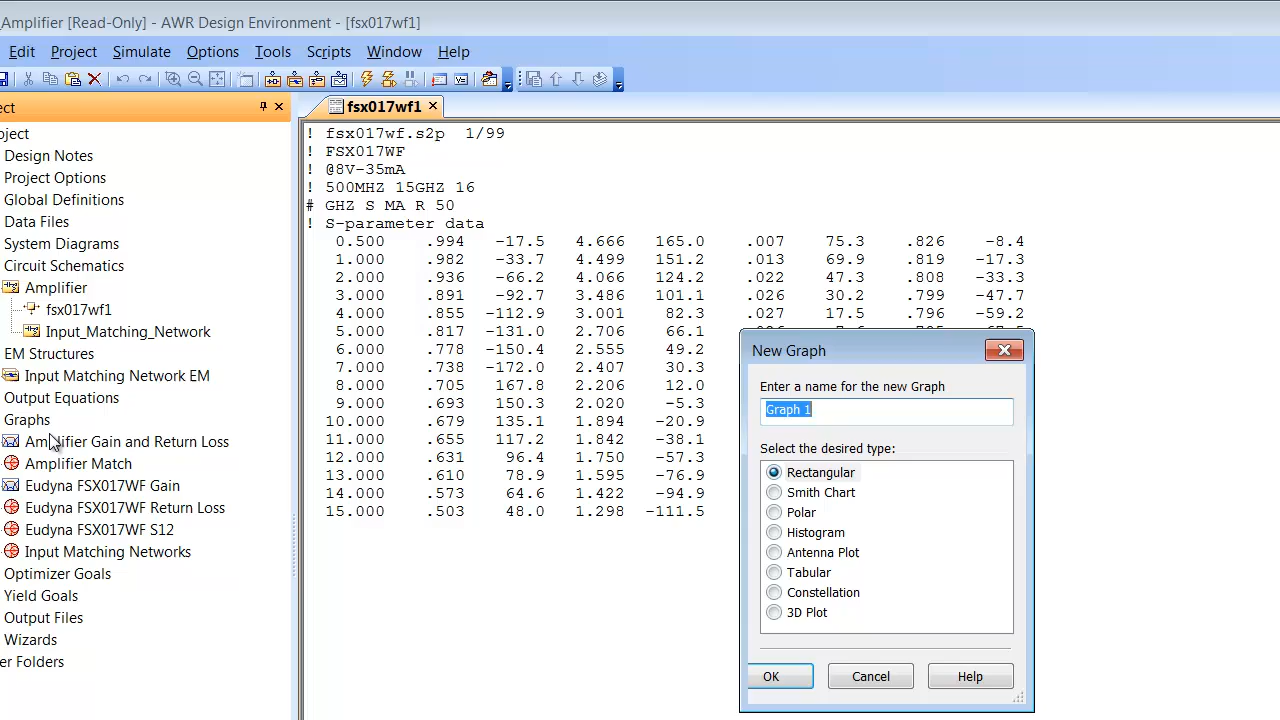 Amplifier [Read-Only] - AWR Design Environment - [fsx017wf1]
Edit Project Simulate Options Tools Scripts Window Help
ect
fsx017wf1
oject
Design Notes
Project Options
Global Definitions
Data Files
System Diagrams
Circuit Schematics
Amplifier
fsx017wf1
Input_Matching_Network
EM Structures
Input Matching Network EM
Output Equations
Graphs
Amplifier Gain and Return Loss
Amplifier Match
Eudyna FSX017WF Gain
Eudyna FSX017WF Return Loss
Eudyna FSX017WF S12
Input Matching Networks
Optimizer Goals
Yield Goals
Output Files
Wizards
er Folders
! fsx017wf.s2p 1/99
! FSX017WF
! @8V-35mA
! 500MHZ 15GHZ 16
# GHZ S MA R 50
! S-parameter data
0.500 .994 -17.5 4.666 165.0 .007 75.3 .826 -8.4
1.000 .982 -33.7 4.499 151.2 .013 69.9 .819 -17.3
2.000 .936 -66.2 4.066 124.2 .022 47.3 .808 -33.3
3.000 .891 -92.7 3.486 101.1 .026 30.2 .799 -47.7
4.000 .855 -112.9 3.001 82.3 .027 17.5 .796 -59.2
5.000 .817 -131.0 2.706 66.1
6.000 .778 -150.4 2.555 49.2
7.000 .738 -172.0 2.407 30.3
8.000 .705 167.8 2.206 12.0
9.000 .693 150.3 2.020 -5.3
10.000 .679 135.1 1.894 -20.9
11.000 .655 117.2 1.842 -38.1
12.000 .631 96.4 1.750 -57.3
13.000 .610 78.9 1.595 -76.9
14.000 .573 64.6 1.422 -94.9
15.000 .503 48.0 1.298 -111.5
New Graph
Enter a name for the new Graph
Graph 1
Select the desired type:
Rectangular
Smith Chart
Polar
Histogram
Antenna Plot
Tabular
Constellation
3D Plot
OK Cancel Help